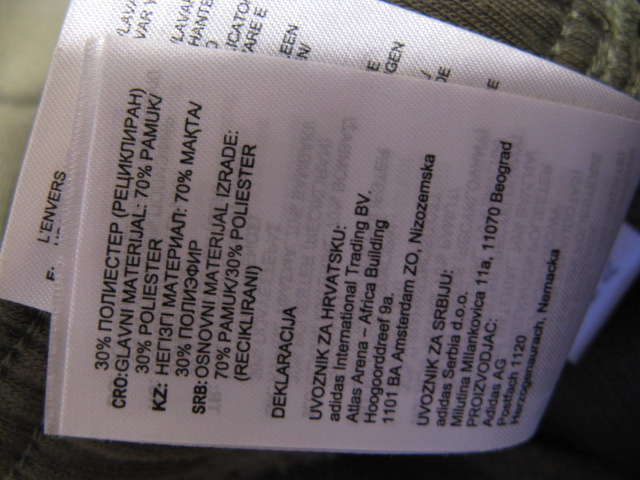 30% ПОЛИЕСТЕР (РЕЦИКЛИРАН)
CRO: GLAVNI MATERIJAL: 70% PAMUK/
30% POLIESTER
KZ: НЕГІЗГІ МАТЕРИАЛ: 70% МАҚТА/
30% ПОЛИЭФИР
SRB: OSNOVNI MATERIJAL IZRADE:
70% PAMUK/30% POLIESTER
(RECIKLIRANI)
DEKLARACIJA
UVOZNIK ZA HRVATSKU:
adidas International Trading BV.
Atlas Arena – Africa Building
Hoogoorddreef 9a,
1101 BA Amsterdam ZO, Nizozemska
UVOZNIK ZA SRBIJU:
adidas Serbia d.o.o.
Milutina Milankovica 11a, 11070 Beograd
PROIZVODJAC:
Adidas AG
Postfach 1120
Herzogenaurach, Nemacka
L'ENVERS